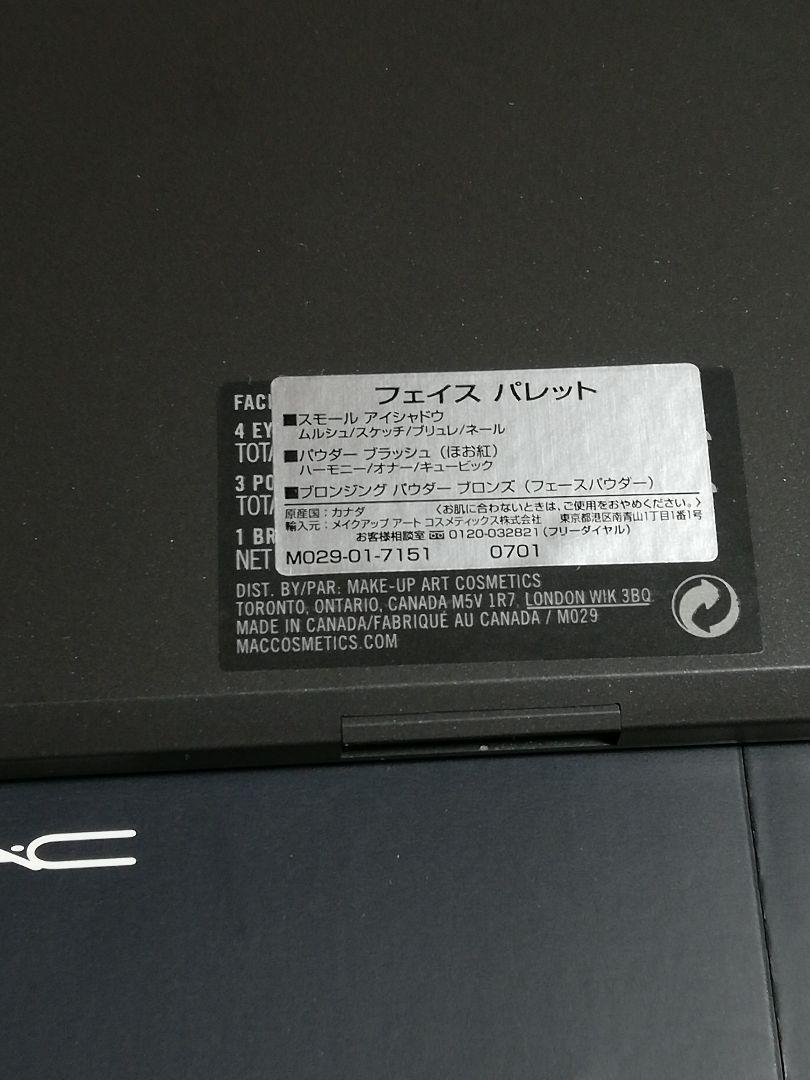 フェイス パレット
■スモール アイシャドウ
ムルシュ/スケッチ/ブリュレ/ネール
■パウダー ブラッシュ（ほお紅）
ハーモニー/オナー/キュービック
■ブロンジング パウダー ブロンズ（フェースパウダー）
原産国：カナダ 〈お肌に合わないときは、ご使用をおやめください。〉
輸入元：メイクアップ アート コスメティックス株式会社 東京都港区南青山1丁目1番1号
お客様相談室 0120-032821(フリーダイヤル)
M029-01-7151 0701
4 EY
3 PO
1 BR
NET
DIST. BY/PAR: MAKE-UP ART COSMETICS
TORONTO, ONTARIO, CANADA M5V 1R7, LONDON W1K 3BQ
MADE IN CANADA/FABRIQUÉ AU CANADA / M029
MACCOSMETICS.COM